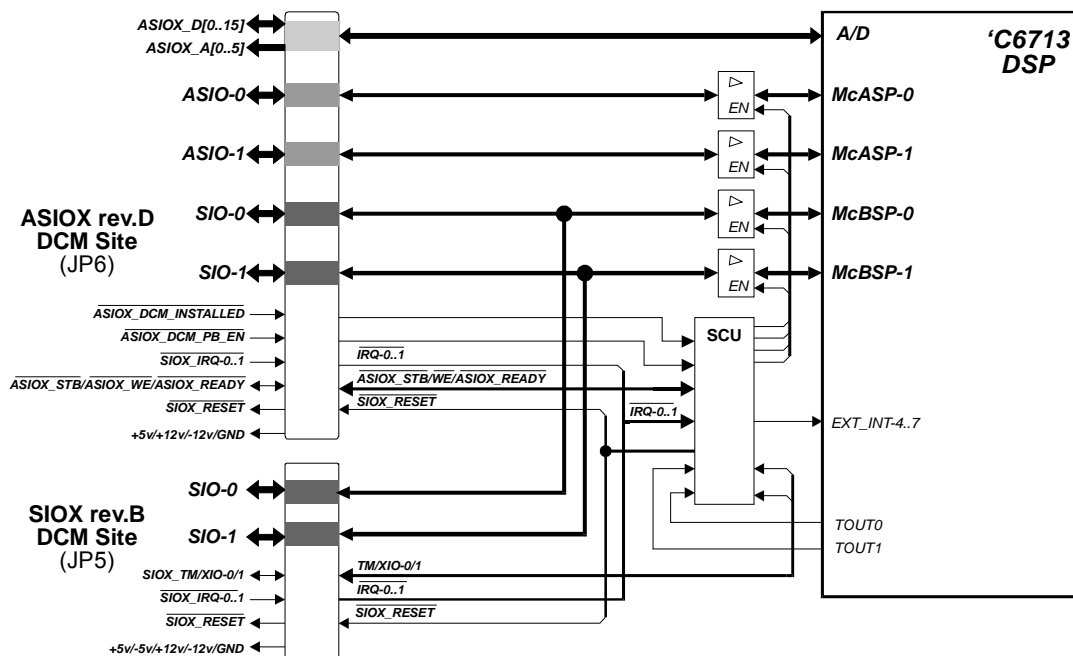 ASIOX_D[0..15]
ASIOX_A[0..5]
ASIO-0
ASIO-1
SIO-0
SIO-1
ASIOX rev.D
DCM Site
(JP6)
ASIOX_DCM_INSTALLED
ASIOX_DCM_PB_EN
SIOX_IRQ-0..1
ASIOX_STB/ASIOX_WE/ASIOX_READY
SIOX_RESET
+5v/+12v/-12v/GND
IRQ-0..1
ASIOX_STB/WE/ASIOX_READY
SIOX_RESET
IRQ-0..1
EN
EN
EN
EN
SCU
A/D
'C6713
DSP
McASP-0
McASP-1
McBSP-0
McBSP-1
EXT_INT-4..7
TOUT0
TOUT1
SIOX rev.B
DCM Site
(JP5)
SIO-0
SIO-1
SIOX_TM/XIO-0/1
SIOX_IRQ-0..1
SIOX_RESET
+5v/-5v/+12v/-12v/GND
TM/XIO-0/1
IRQ-0..1
SIOX_RESET